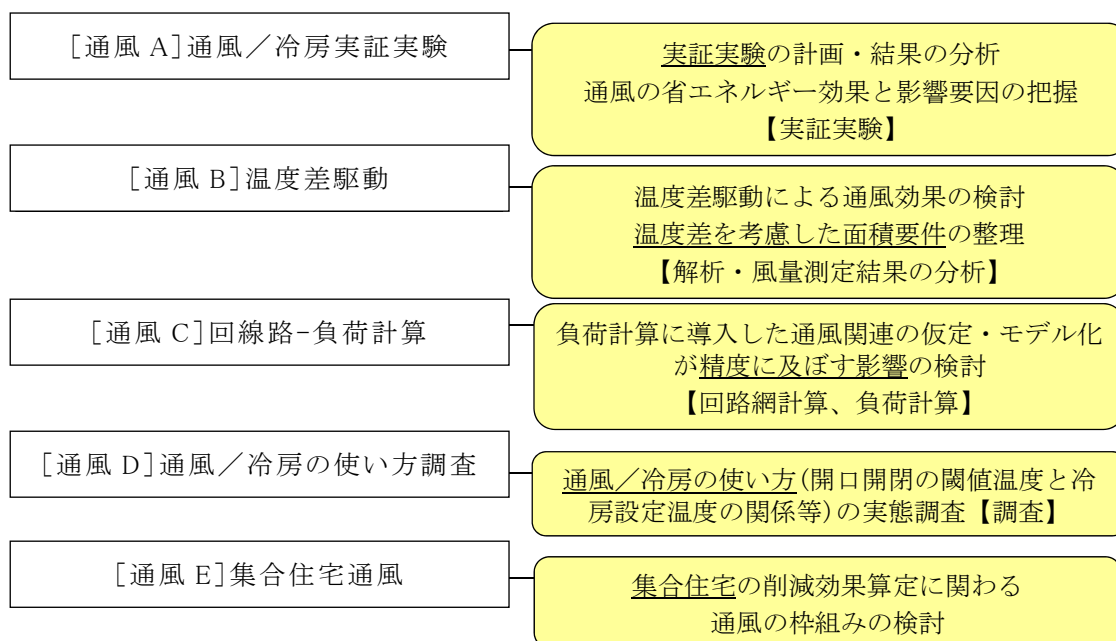 [通風 A]通風／冷房実証実験
実証実験の計画・結果の分析
通風の省エネルギー効果と影響要因の把握
【実証実験】
[通風 B]温度差駆動
温度差駆動による通風効果の検討
温度差を考慮した面積要件の整理
【解析・風量測定結果の分析】
[通風 C]回線路−負荷計算
負荷計算に導入した通風関連の仮定・モデル化
が精度に及ぼす影響の検討
【回路網計算、負荷計算】
[通風 D]通風／冷房の使い方調査
通風／冷房の使い方(開口開閉の閾値温度と冷
房設定温度の関係等)の実態調査【調査】
[通風 E]集合住宅通風
集合住宅の削減効果算定に関わる
通風の枠組みの検討